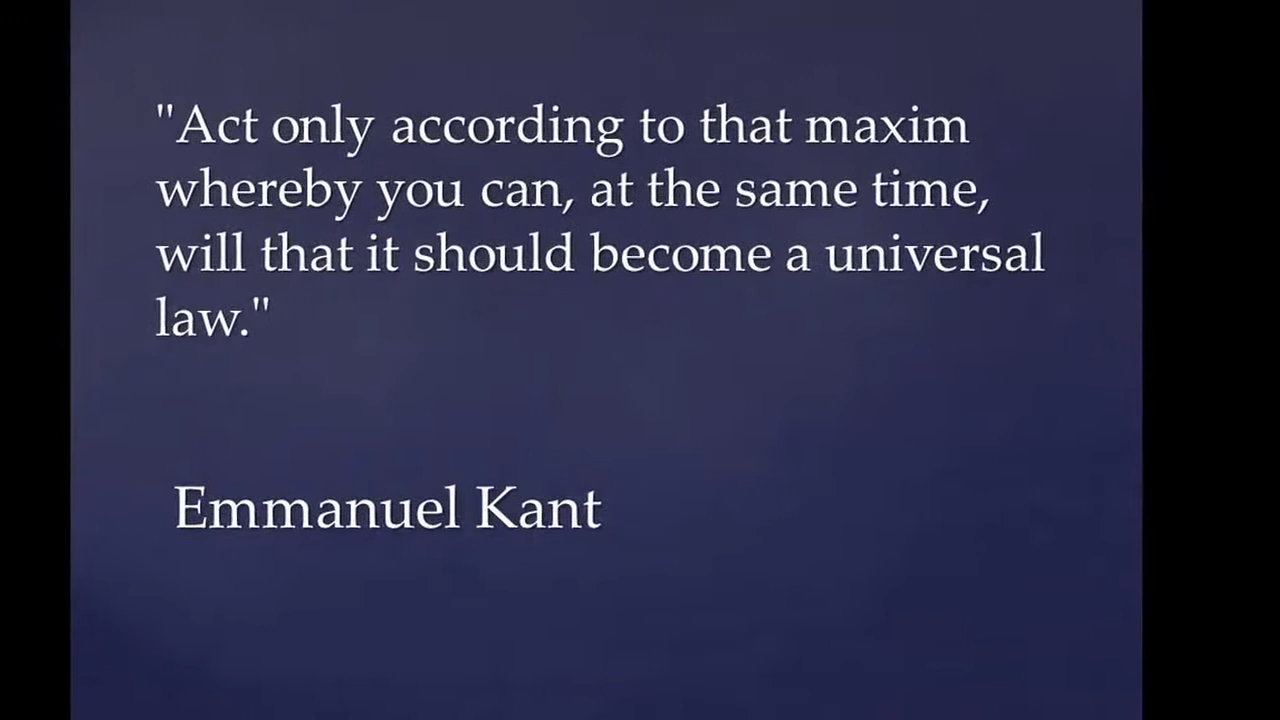 "Act only according to that maxim
whereby you can, at the same time,
will that it should become a universal
law."
Emmanuel Kant